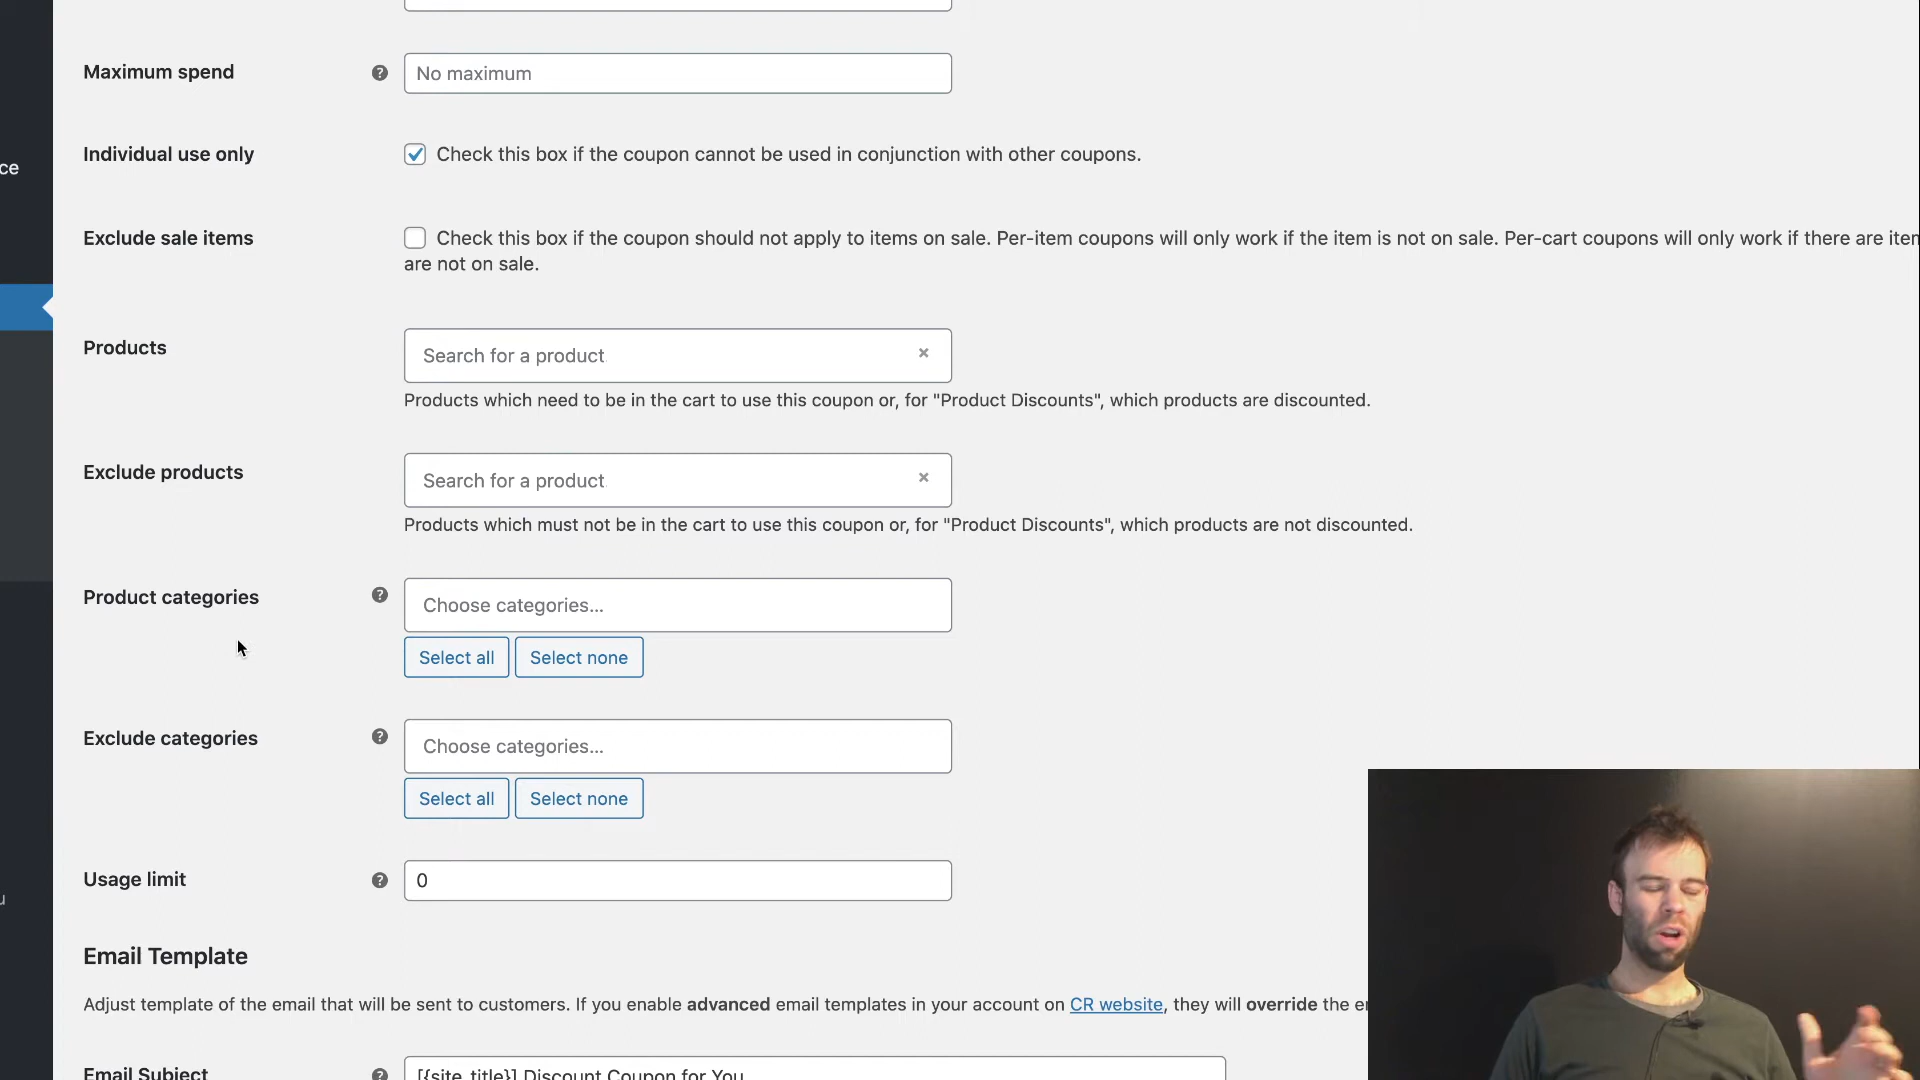 Maximum spend
No maximum
Individual use only
Check this box if the coupon cannot be used in conjunction with other coupons.
ce
Exclude sale items
Check this box if the coupon should not apply to items on sale. Per-item coupons will only work if the item is not on sale. Per-cart coupons will only work if there are
are not on sale.
Products
Search for a product
×
Products which need to be in the cart to use this coupon or, for "Product Discounts", which products are discounted.
Exclude products
Search for a product
×
Products which must not be in the cart to use this coupon or, for "Product Discounts", which products are not discounted.
Product categories
Choose categories...
Select all
Select none
Exclude categories
Choose categories...
Select all
Select none
Usage limit
0
Email Template
Adjust template of the email that will be sent to customers. If you enable advanced email templates in your account on CR website, they will override the
Email Subject
[{site_title}] Discount Coupon for You